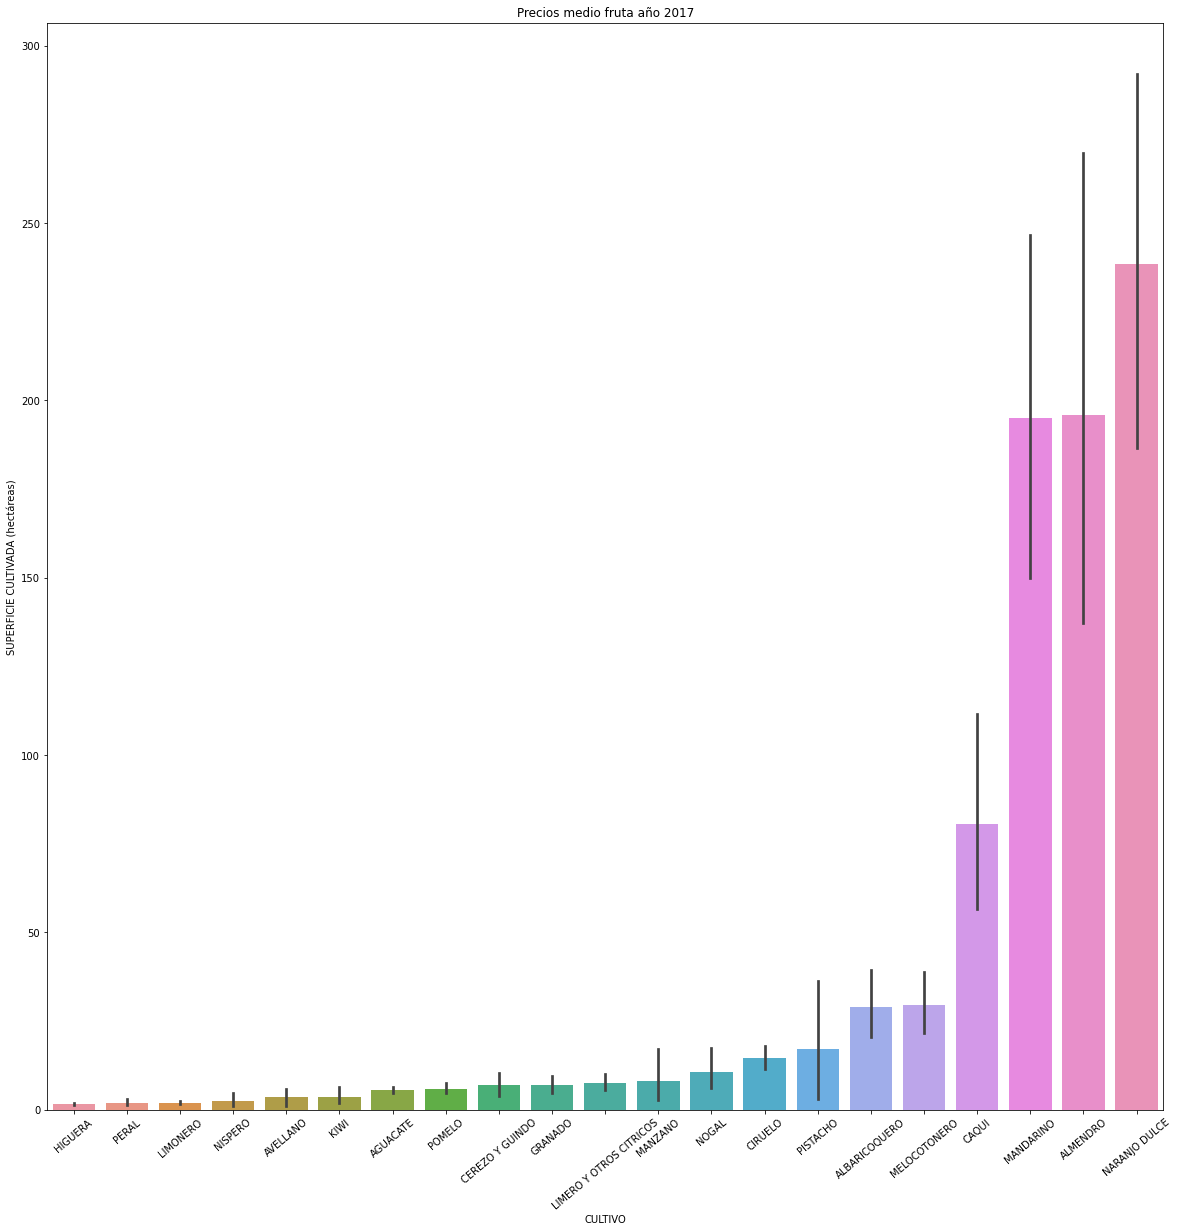 Precios medio fruta año 2017
SUPERFICIE CULTIVADA (hectáreas)
300
250
200
150
100
50
0
HIGUERA
PERAL
LIMONERO
NISPERO
AVELLANO
KIWI
AGUACATE
POMELO
CEREZO Y GUINDO
GRANADO
LIMERO Y OTROS CITRICOS
MANZANO
NOGAL
CIRUELO
PISTACHO
ALBARICOQUERO
MELOCOTONERO
CAQUI
MANDARINO
ALMENDRO
NARANJO DULCE
CULTIVO